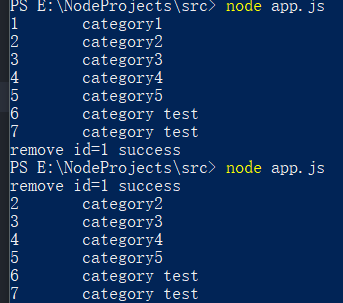 PS E:\NodeProjects\src> node app.js
1 category1
2 category2
3 category3
4 category4
5 category5
6 category test
7 category test
remove id=1 success
PS E:\NodeProjects\src> node app.js
remove id=1 success
2 category2
3 category3
4 category4
5 category5
6 category test
7 category test